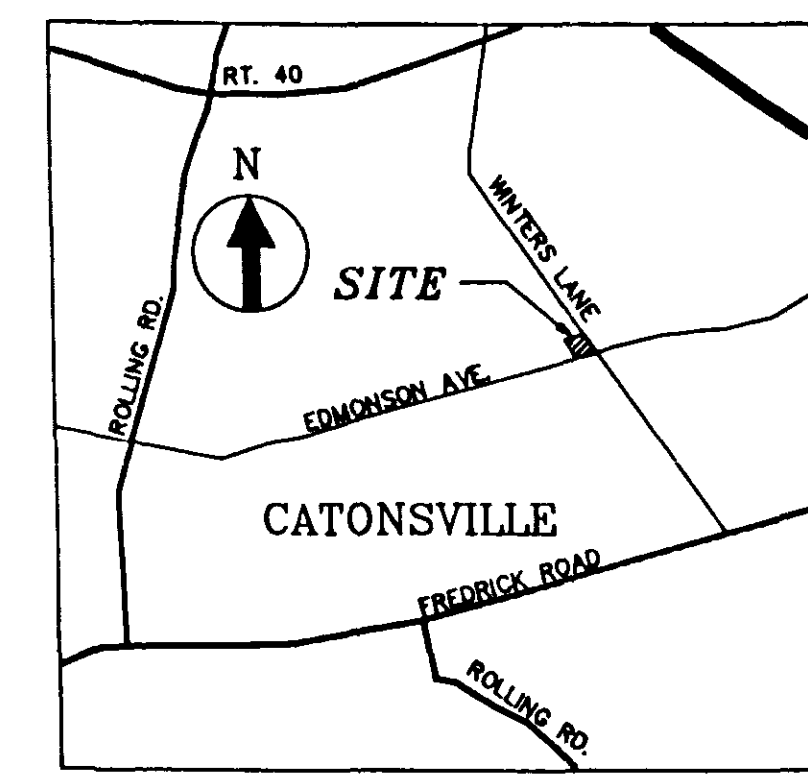 RT. 40
N
WINTERS LANE
SITE
ROLLING RD.
EDMONSON AVE.
CATONSVILLE
FREDRICK ROAD
ROLLING RD.